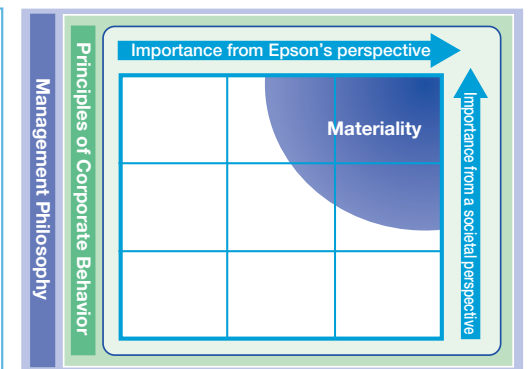 Management Philosophy
Principles of Corporate Behavior
Importance from Epson's perspective
Materiality
Importance from a societal perspective